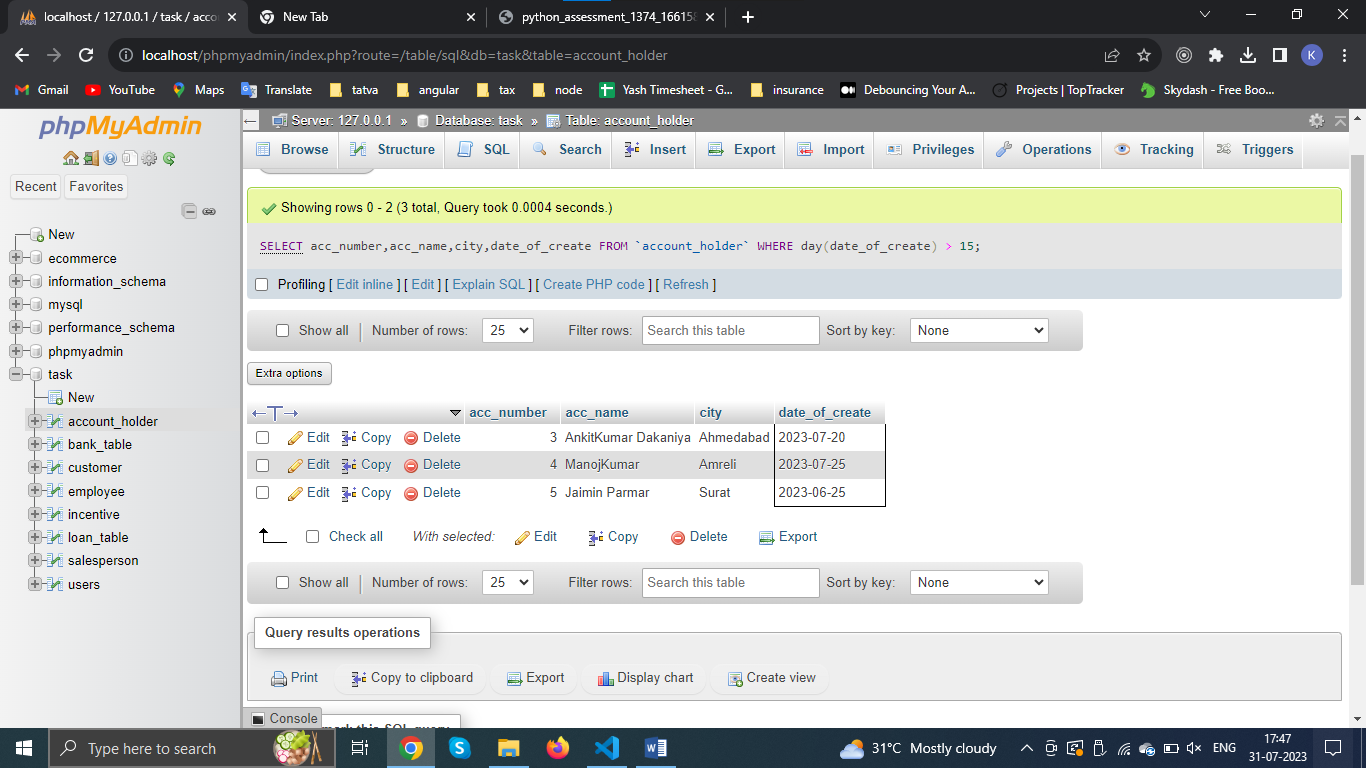 localhost / 127.0.0.1 / task / acco
New Tab
python_assessment_1374_16615
localhost/phpmyadmin/index.php?route=/table/sql&db=task&table=account_holder
K
Gmail YouTube Maps Translate tatva angular tax node Yash Timesheet - G... insurance Debouncing Your A... Projects | TopTracker Skydash - Free Boo...
phpMyAdmin
Recent Favorites
New
ecommerce
information_schema
mysql
performance_schema
phpmyadmin
task
New
account_holder
bank_table
customer
employee
incentive
loan_table
salesperson
users
Server: 127.0.0.1 » Database: task » Table: account_holder
Browse Structure SQL Search Insert Export Import Privileges Operations Tracking Triggers
Showing rows 0 - 2 (3 total, Query took 0.0004 seconds.)
SELECT acc_number,acc_name,city,date_of_create FROM `account_holder` WHERE day(date_of_create) > 15;
Profiling [ Edit inline ] [ Edit ] [ Explain SQL ] [ Create PHP code ] [ Refresh ]
Show all Number of rows: 25 Filter rows: Search this table Sort by key: None
Extra options
acc_number acc_name city date_of_create
Edit Copy Delete 3 AnkitKumar Dakaniya Ahmedabad 2023-07-20
Edit Copy Delete 4 ManojKumar Amreli 2023-07-25
Edit Copy Delete 5 Jaimin Parmar Surat 2023-06-25
Check all With selected: Edit Copy Delete Export
Show all Number of rows: 25 Filter rows: Search this table Sort by key: None
Query results operations
Print Copy to clipboard Export Display chart Create view
Console
mark this SQL query
Type here to search
31°C Mostly cloudy
ENG
17:47
31-07-2023